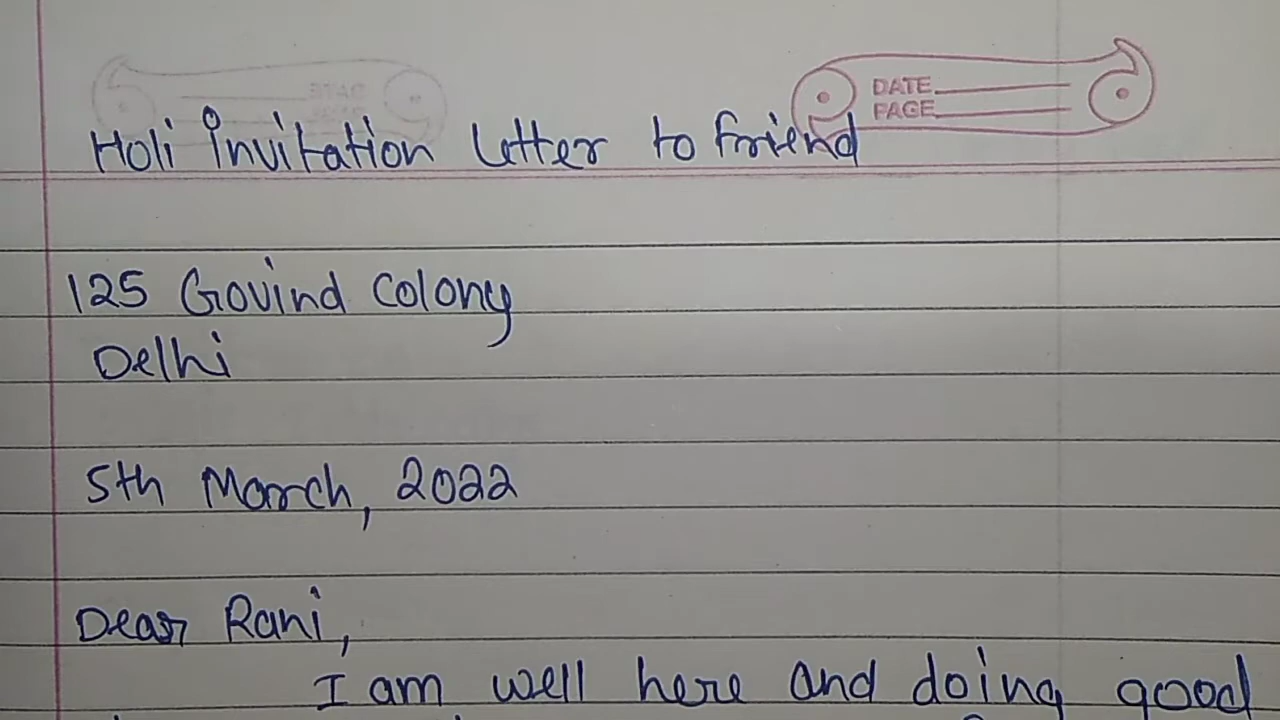 DATE
PAGE
Holi Invitation Letter to friend
125 Govind Colony
Delhi
5th March, 2022
Dear Rani,
I am well here and doing good